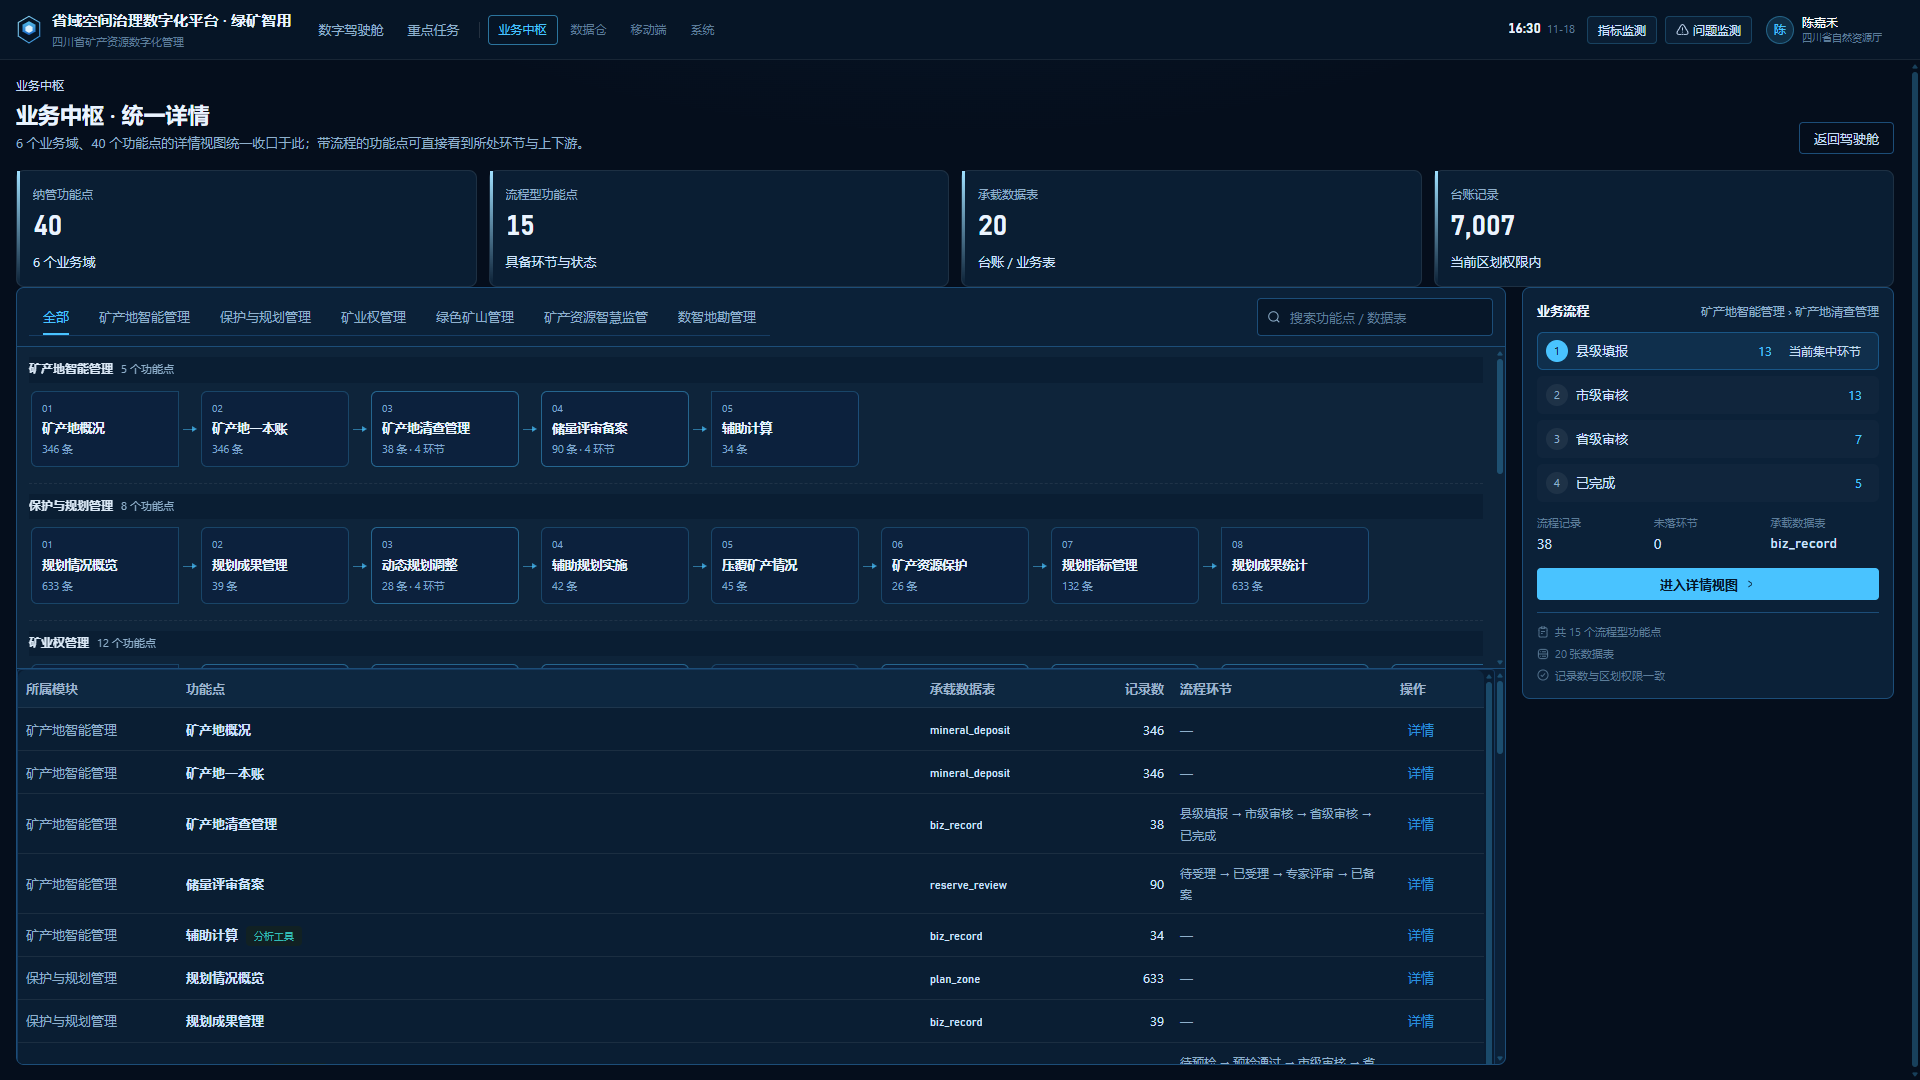 省域空间治理数字化平台 · 绿矿智用
四川省矿产资源数字化管理
数字驾驶舱
重点任务
业务中枢
数据仓
移动端
系统
16:30 11-18
指标监测
问题监测
陈
陈嘉禾
四川省自然资源厅
业务中枢
业务中枢 · 统一详情
6 个业务域、40 个功能点的详情视图统一收口于此；带流程的功能点可直接看到所处环节与上下游。
返回驾驶舱
纳管功能点
40
6 个业务域
流程型功能点
15
具备环节与状态
承载数据表
20
台账 / 业务表
台账记录
7,007
当前区划权限内
全部
矿产地智能管理
保护与规划管理
矿业权管理
绿色矿山管理
矿产资源智慧监管
数智地勘管理
搜索功能点 / 数据表
矿产地智能管理 5 个功能点
01
矿产地概况
346 条
02
矿产地一本账
346 条
03
矿产地清查管理
38 条 · 4 环节
04
储量评审备案
90 条 · 4 环节
05
辅助计算
34 条
保护与规划管理 8 个功能点
01
规划情况概览
633 条
02
规划成果管理
39 条
03
动态规划调整
28 条 · 4 环节
04
辅助规划实施
42 条
05
压覆矿产情况
45 条
06
矿产资源保护
26 条
07
规划指标管理
132 条
08
规划成果统计
633 条
矿业权管理 12 个功能点
所属模块 功能点 承载数据表 记录数 流程环节 操作
矿产地智能管理 矿产地概况 mineral_deposit 346 — 详情
矿产地智能管理 矿产地一本账 mineral_deposit 346 — 详情
矿产地智能管理 矿产地清查管理 biz_record 38 县级填报 → 市级审核 → 省级审核 →
已完成
详情
矿产地智能管理 储量评审备案 reserve_review 90 待受理 → 已受理 → 专家评审 → 已备
案
详情
矿产地智能管理 辅助计算 分析工具 biz_record 34 — 详情
保护与规划管理 规划情况概览 plan_zone 633 — 详情
保护与规划管理 规划成果管理 biz_record 39 — 详情
待预检 → 预检通过 → 市级审核 → 省
业务流程
矿产地智能管理 › 矿产地清查管理
1 县级填报 13 当前集中环节
2 市级审核 13
3 省级审核 7
4 已完成 5
流程记录
38
未落环节
0
承载数据表
biz_record
进入详情视图 ›
共 15 个流程型功能点
20 张数据表
记录数与区划权限一致